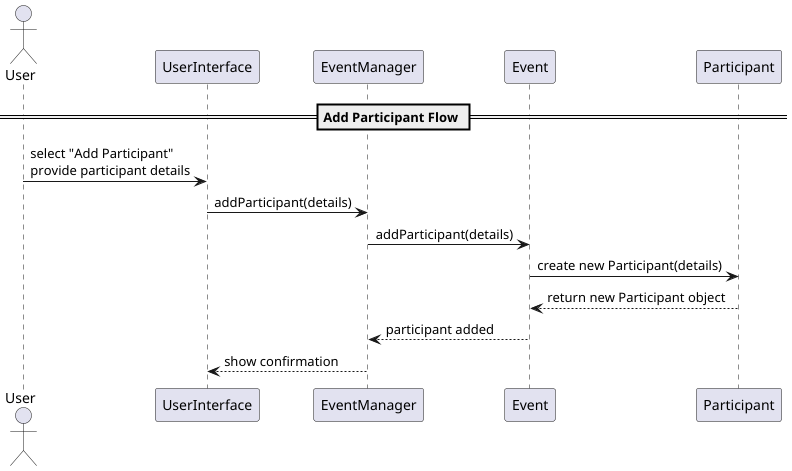 User
UserInterface
EventManager
Event
Participant
Add Participant Flow
select "Add Participant"
provide participant details
addParticipant(details)
addParticipant(details)
create new Participant(details)
return new Participant object
participant added
show confirmation
User
UserInterface
EventManager
Event
Participant